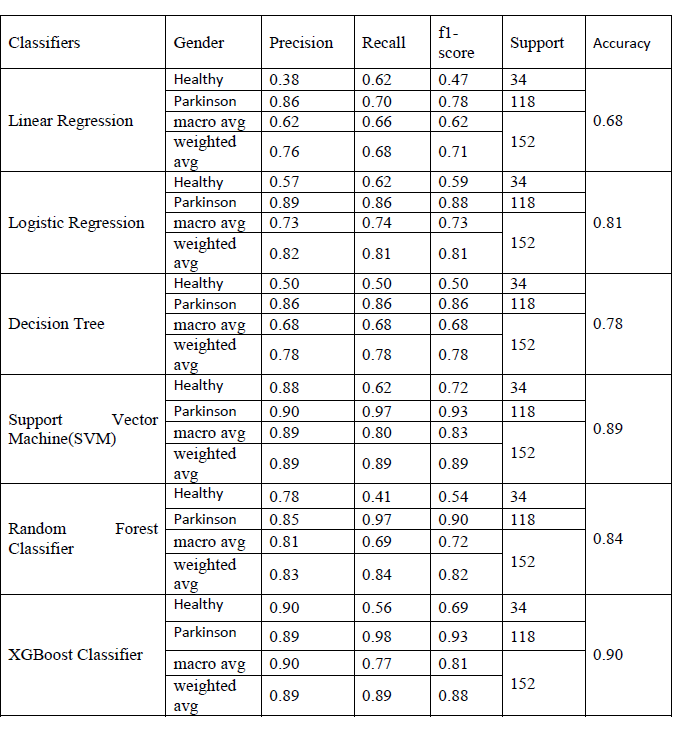 Classifiers Gender Precision Recall f1-score Support Accuracy
Linear Regression Healthy 0.38 0.62 0.47 34 0.68
Parkinson 0.86 0.70 0.78 118
macro avg 0.62 0.66 0.62 152
weighted avg 0.76 0.68 0.71
Logistic Regression Healthy 0.57 0.62 0.59 34 0.81
Parkinson 0.89 0.86 0.88 118
macro avg 0.73 0.74 0.73 152
weighted avg 0.82 0.81 0.81
Decision Tree Healthy 0.50 0.50 0.50 34 0.78
Parkinson 0.86 0.86 0.86 118
macro avg 0.68 0.68 0.68 152
weighted avg 0.78 0.78 0.78
Support Vector Machine(SVM) Healthy 0.88 0.62 0.72 34 0.89
Parkinson 0.90 0.97 0.93 118
macro avg 0.89 0.80 0.83 152
weighted avg 0.89 0.89 0.89
Random Forest Classifier Healthy 0.78 0.41 0.54 34 0.84
Parkinson 0.85 0.97 0.90 118
macro avg 0.81 0.69 0.72 152
weighted avg 0.83 0.84 0.82
XGBoost Classifier Healthy 0.90 0.56 0.69 34 0.90
Parkinson 0.89 0.98 0.93 118
macro avg 0.90 0.77 0.81 152
weighted avg 0.89 0.89 0.88